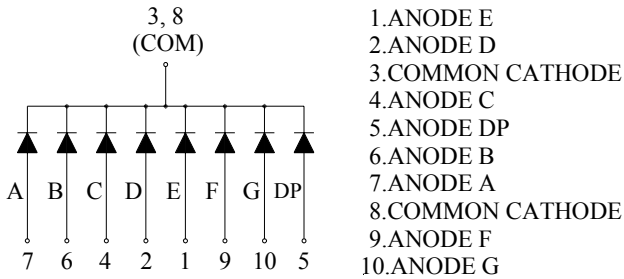 3, 8
(COM)
A B C D E F G DP
7 6 4 2 1 9 10 5
1.ANODE E
2.ANODE D
3.COMMON CATHODE
4.ANODE C
5.ANODE DP
6.ANODE B
7.ANODE A
8.COMMON CATHODE
9.ANODE F
10.ANODE G